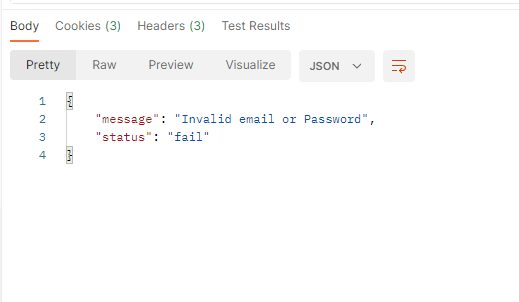 Body Cookies (3) Headers (3) Test Results
Pretty Raw Preview Visualize JSON
1 {
2 "message": "Invalid email or Password",
3 "status": "fail"
4 }